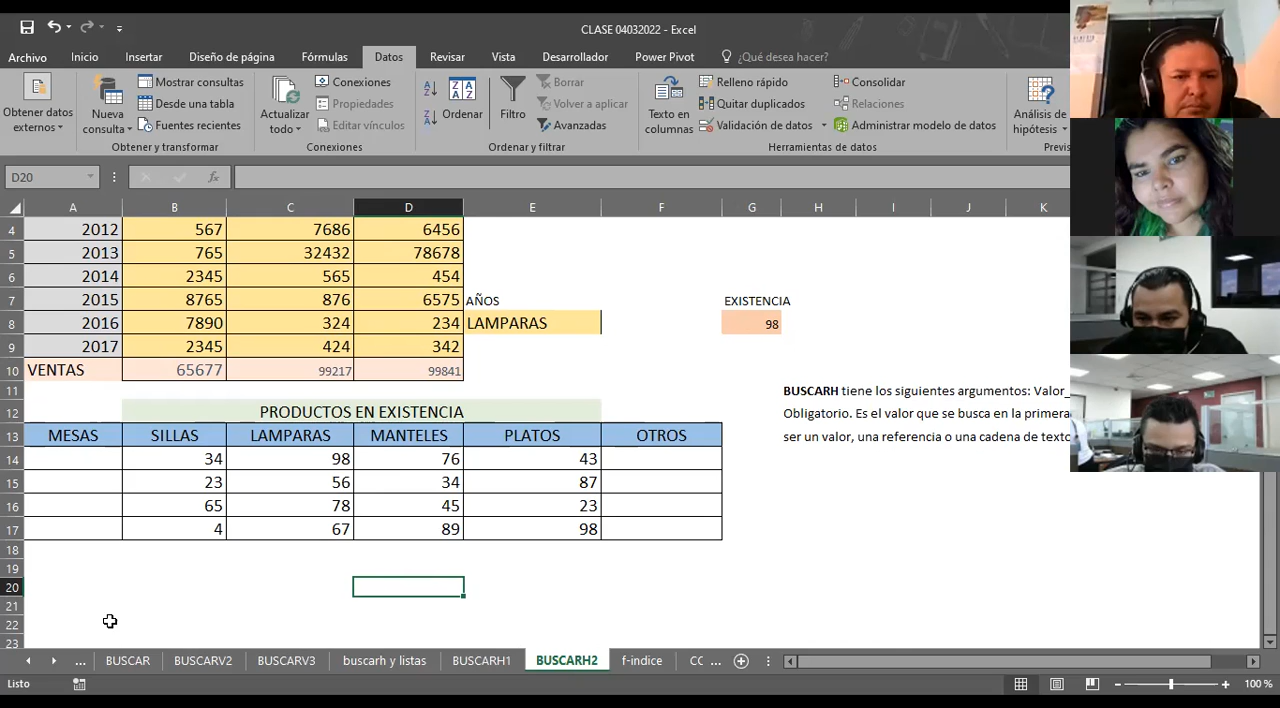 CLASE 04032022 - Excel
Archivo Inicio Insertar Diseño de página Fórmulas Datos Revisar Vista Desarrollador Power Pivot ¿Qué desea hacer?
Obtener datos externos
Nueva consulta
Mostrar consultas
Desde una tabla
Fuentes recientes
Obtener y transformar
Actualizar todo
Conexiones
Propiedades
Editar vínculos
Conexiones
Ordenar
Filtro
Borrar
Volver a aplicar
Avanzadas
Ordenar y filtrar
Texto en columnas
Relleno rápido
Quitar duplicados
Validación de datos
Consolidar
Relaciones
Administrar modelo de datos
Herramientas de datos
Análisis de hipótesis
Previs
D20 fx
A B C D E F G H I J K
4 2012 567 7686 6456
5 2013 765 32432 78678
6 2014 2345 565 454
7 2015 8765 876 6575 AÑOS EXISTENCIA
8 2016 7890 324 234 LAMPARAS 98
9 2017 2345 424 342
10 VENTAS 65677 99217 99841
11 BUSCARH tiene los siguientes argumentos: Valor_
12 PRODUCTOS EN EXISTENCIA Obligatorio. Es el valor que se busca en la primera
13 MESAS SILLAS LAMPARAS MANTELES PLATOS OTROS ser un valor, una referencia o una cadena de texto
14 34 98 76 43
15 23 56 34 87
16 65 78 45 23
17 4 67 89 98
18
19
20
21
22
23
... BUSCAR BUSCARV2 BUSCARV3 buscarh y listas BUSCARH1 BUSCARH2 f-indice CC ...
Listo 100 %